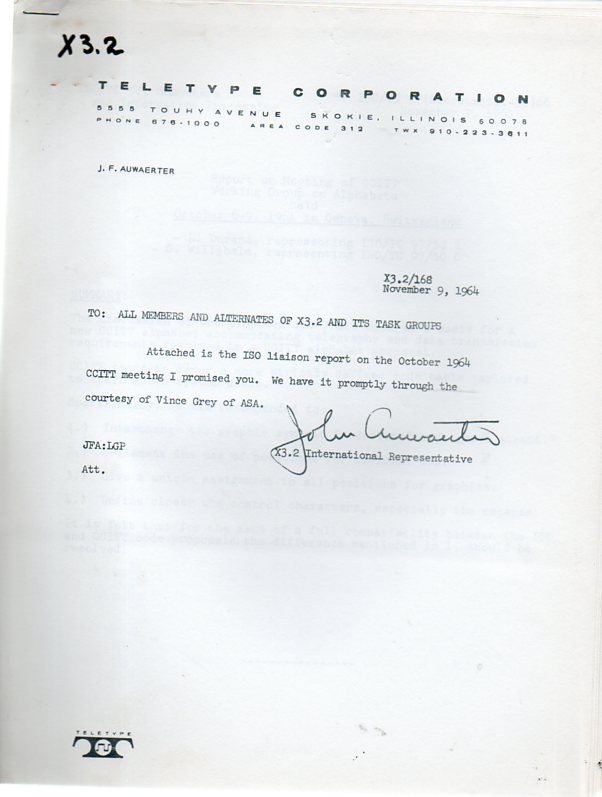 X3.2
TELETYPE CORPORATION
5555 TOUHY AVENUE SKOKIE, ILLINOIS 60076
PHONE 676-1000 AREA CODE 312 TWX 910-223-3611
J. F. AUWAERTER
X3.2/168
November 9, 1964
TO: ALL MEMBERS AND ALTERNATES OF X3.2 AND ITS TASK GROUPS
Attached is the ISO liaison report on the October 1964
CCITT meeting I promised you. We have it promptly through the
courtesy of Vince Grey of ASA.
John Auwaerter
JFA:LGP
X3.2 International Representative
Att.
TELETYPE